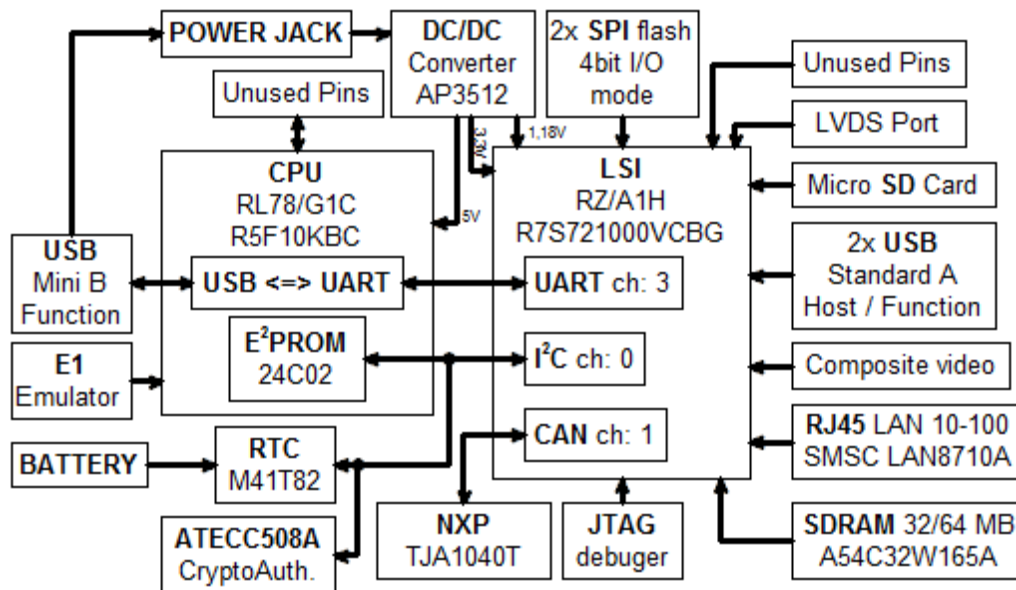 POWER JACK
DC/DC
Converter
AP3512
2x SPI flash
4bit I/O
mode
Unused Pins
Unused Pins
LVDS Port
3,3V
1,18V
5V
CPU
RL78/G1C
R5F10KBC
LSI
RZ/A1H
R7S721000VCBG
Micro SD Card
USB
Mini B
Function
USB <=> UART
UART ch: 3
2x USB
Standard A
Host / Function
E²PROM
24C02
I²C ch: 0
E1
Emulator
Composite video
CAN ch: 1
RJ45 LAN 10-100
SMSC LAN8710A
BATTERY
RTC
M41T82
ATECC508A
CryptoAuth.
NXP
TJA1040T
JTAG
debuger
SDRAM 32/64 MB
A54C32W165A